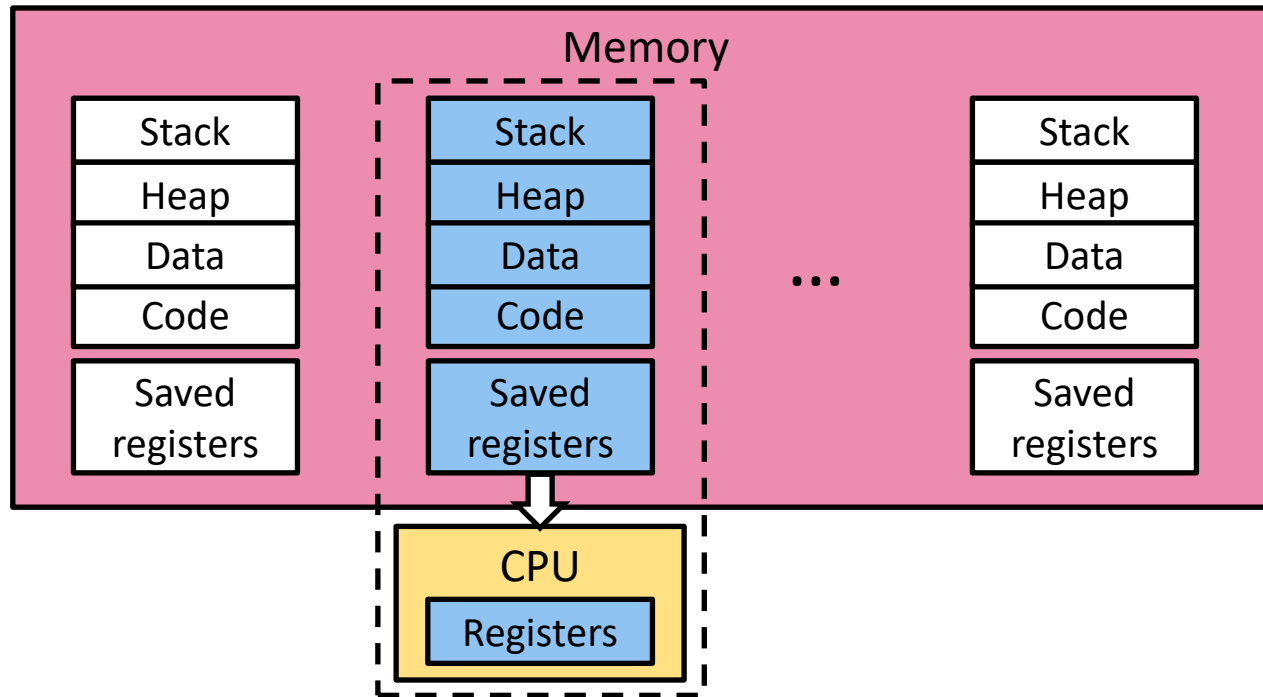 Memory
Stack
Heap
Data
Code
Saved
registers
Stack
Heap
Data
Code
Saved
registers
...
Stack
Heap
Data
Code
Saved
registers
CPU
Registers